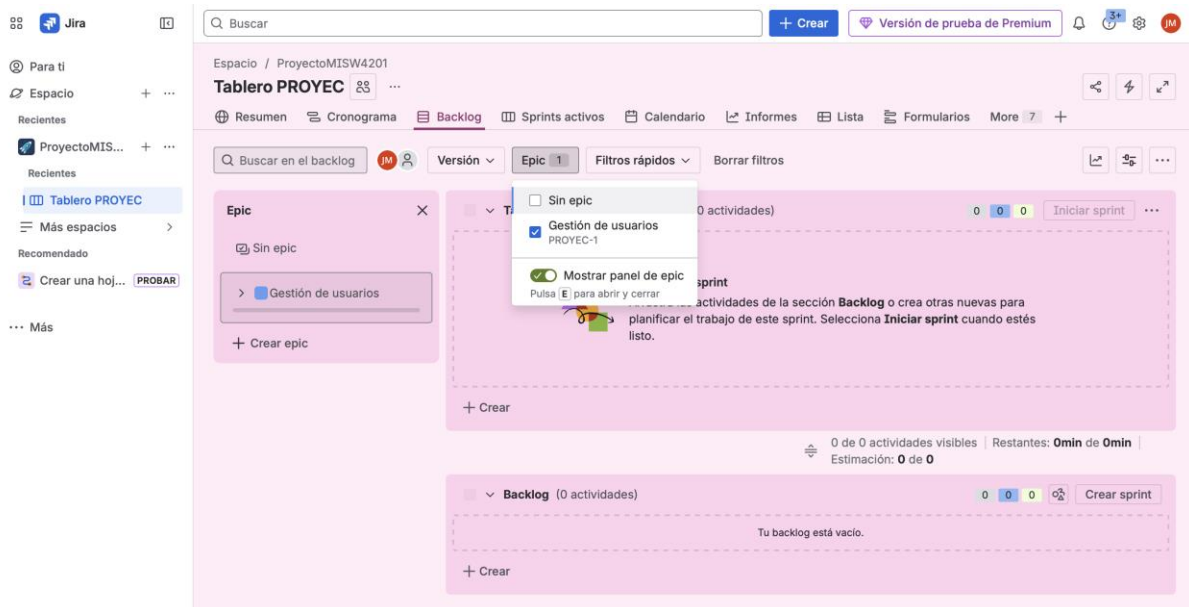 Jira
Buscar
Crear
Versión de prueba de Premium
3+
JM
Para ti
Espacio
Recientes
ProyectoMIS...
Recientes
Tablero PROYEC
Más espacios
Recomendado
Crear una hoj... PROBAR
Más
Espacio / ProyectoMISW4201
Tablero PROYEC
Resumen Cronograma Backlog Sprints activos Calendario Informes Lista Formularios More 7
Buscar en el backlog JM Versión Epic 1 Filtros rápidos Borrar filtros
Sin epic
Gestión de usuarios
PROYEC-1
Mostrar panel de epic
Pulsa E para abrir y cerrar
Epic
Sin epic
Gestión de usuarios
Crear epic
0 actividades) 0 0 0 Iniciar sprint
sprint
actividades de la sección Backlog o crea otras nuevas para
planificar el trabajo de este sprint. Selecciona Iniciar sprint cuando estés
listo.
Crear
0 de 0 actividades visibles Restantes: 0min de 0min
Estimación: 0 de 0
Backlog (0 actividades) 0 0 0 Crear sprint
Tu backlog está vacío.
Crear